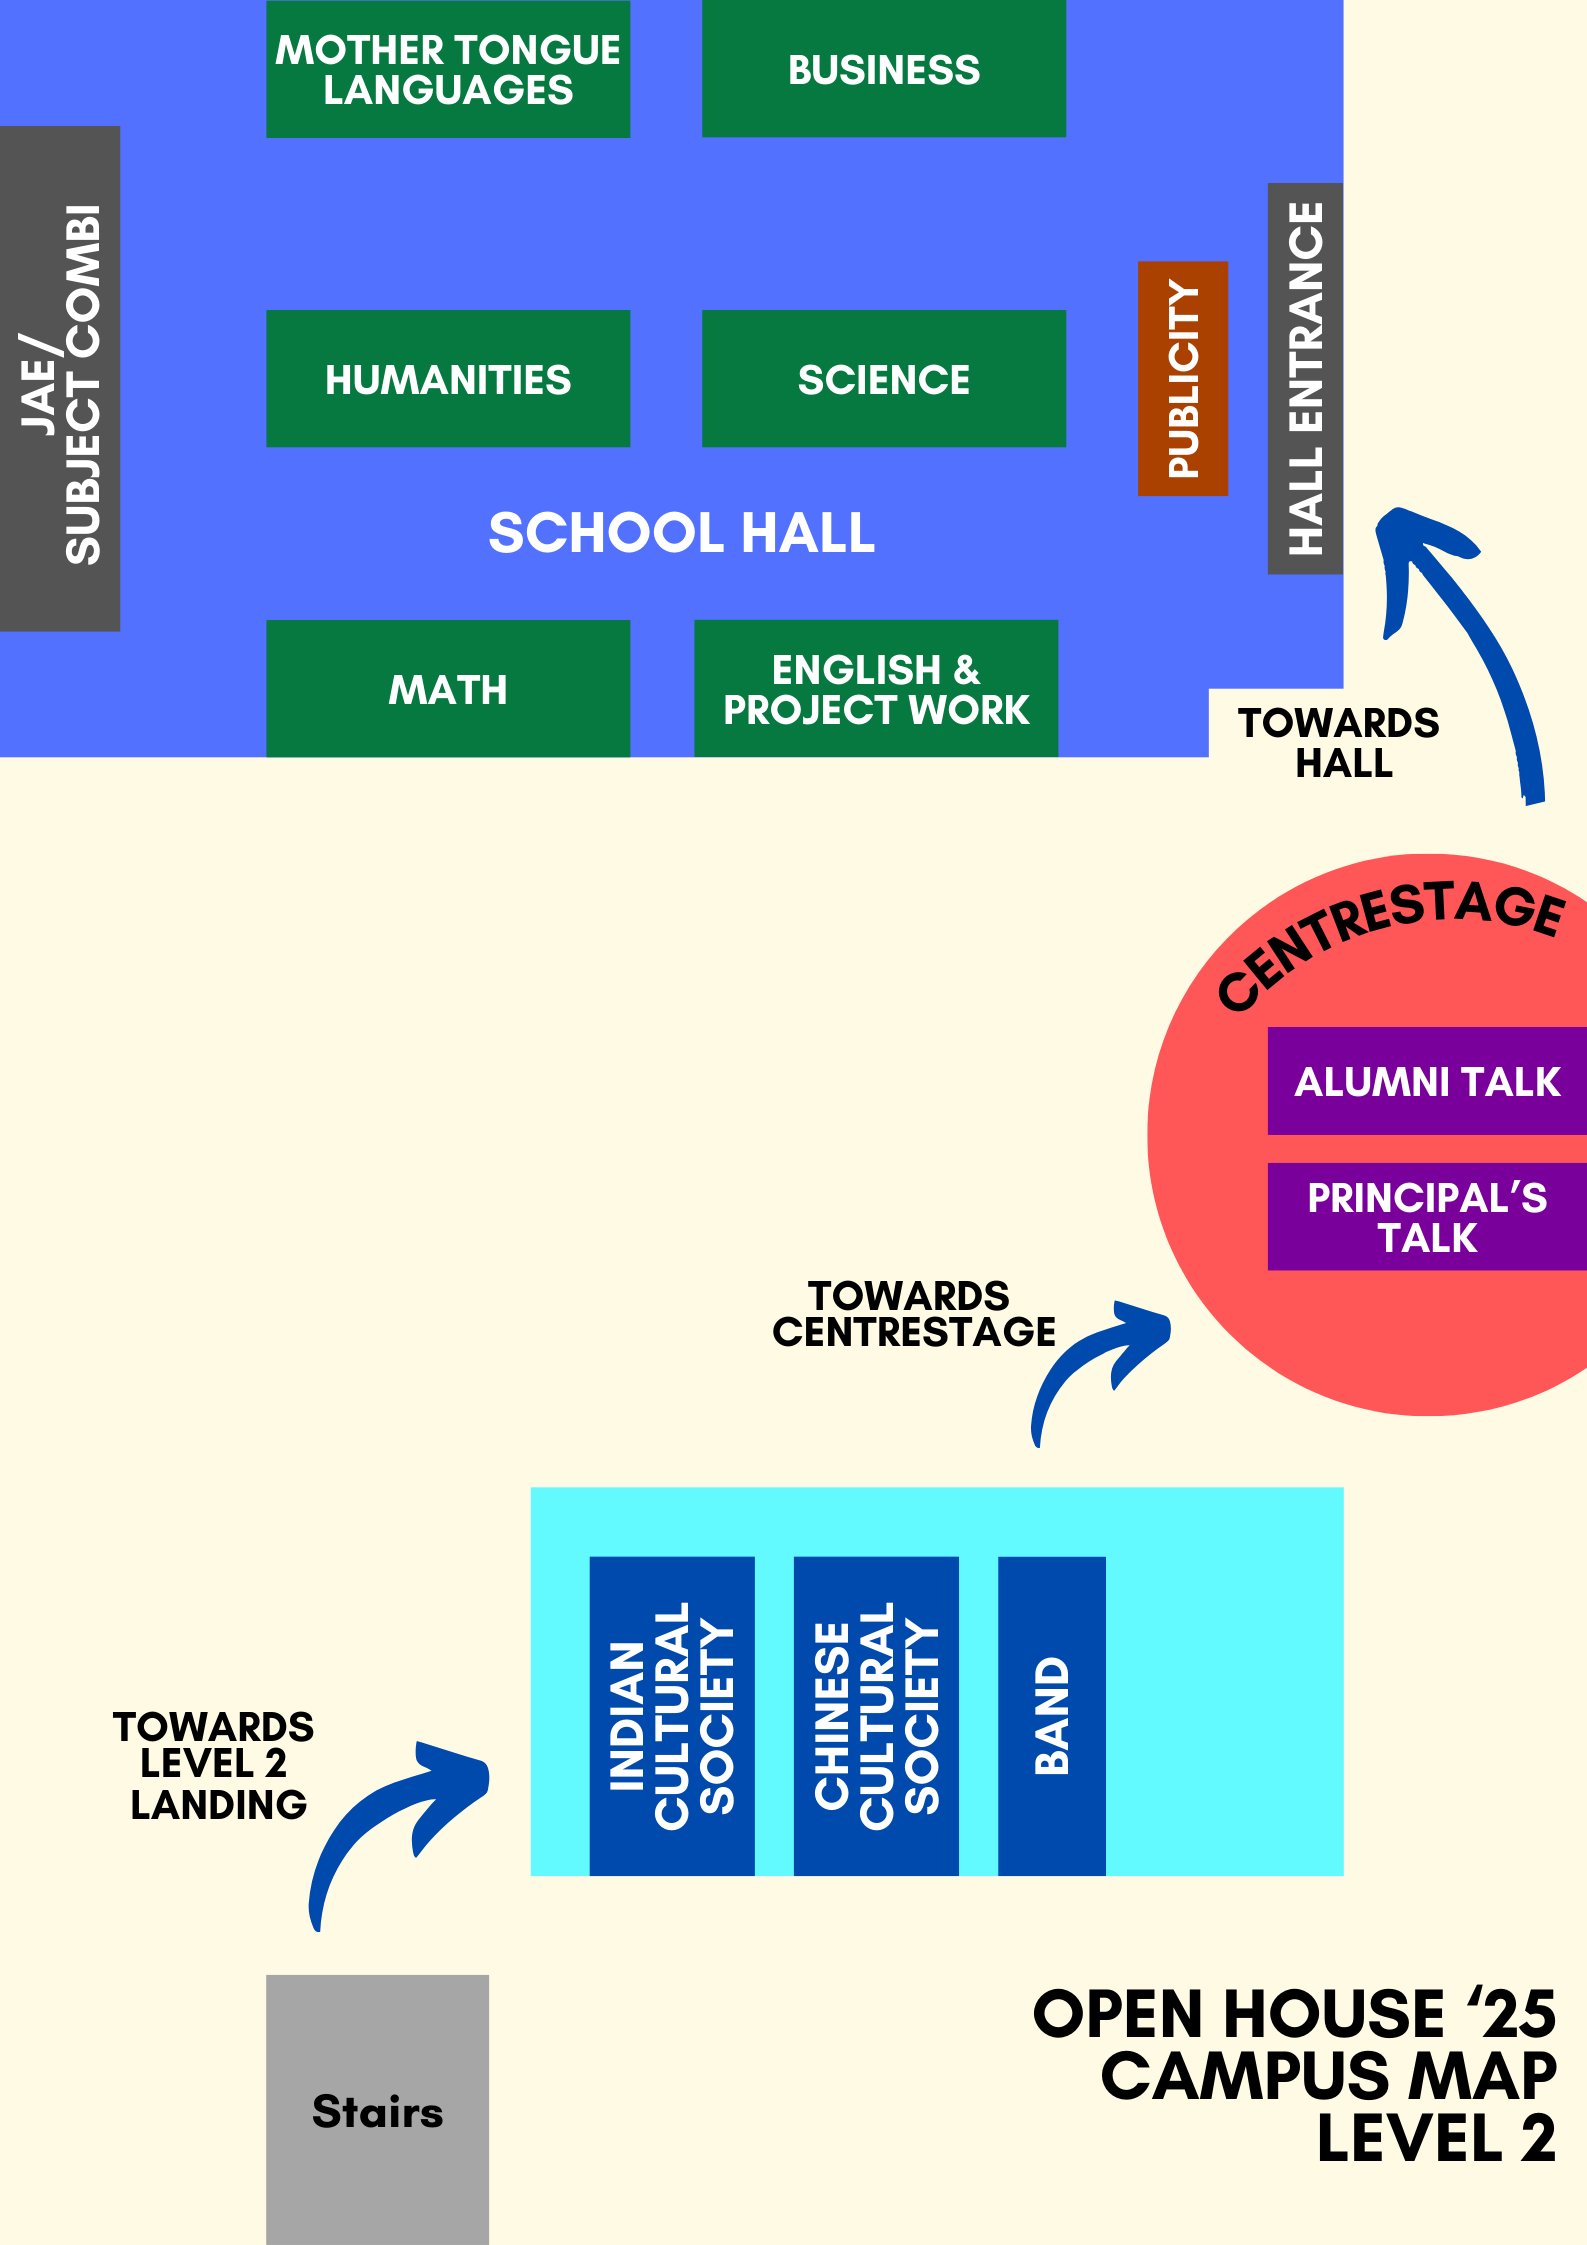 MOTHER TONGUE
LANGUAGES
BUSINESS
JAE/
SUBJECT COMBI
HUMANITIES
SCIENCE
PUBLICITY
HALL ENTRANCE
SCHOOL HALL
MATH
ENGLISH &
PROJECT WORK
TOWARDS
HALL
CENTRESTAGE
ALUMNI TALK
PRINCIPAL’S
TALK
TOWARDS
CENTRESTAGE
INDIAN
CULTURAL
SOCIETY
CHINESE
CULTURAL
SOCIETY
BAND
TOWARDS
LEVEL 2
LANDING
Stairs
OPEN HOUSE ‘25
CAMPUS MAP
LEVEL 2